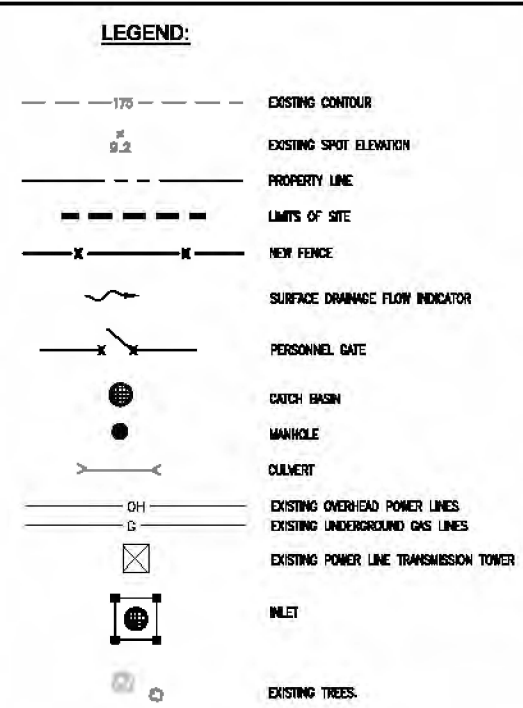 LEGEND:
175 EXISTING CONTOUR
x
9.2 EXISTING SPOT ELEVATION
PROPERTY LINE
LIMITS OF SITE
x x NEW FENCE
SURFACE DRAINAGE FLOW INDICATOR
x x PERSONNEL GATE
CATCH BASIN
MANHOLE
CULVERT
OH EXISTING OVERHEAD POWER LINES
G EXISTING UNDERGROUND GAS LINES
EXISTING POWER LINE TRANSMISSION TOWER
INLET
EXISTING TREES.